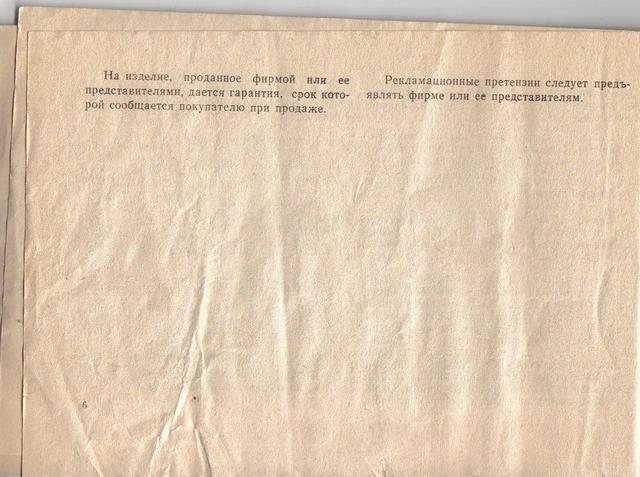 На изделие, проданное фирмой или ее
представителями, дается гарантия, срок кото-
рой сообщается покупателю при продаже.
Рекламационные претензии следует предъ-
являть фирме или ее представителям.
6